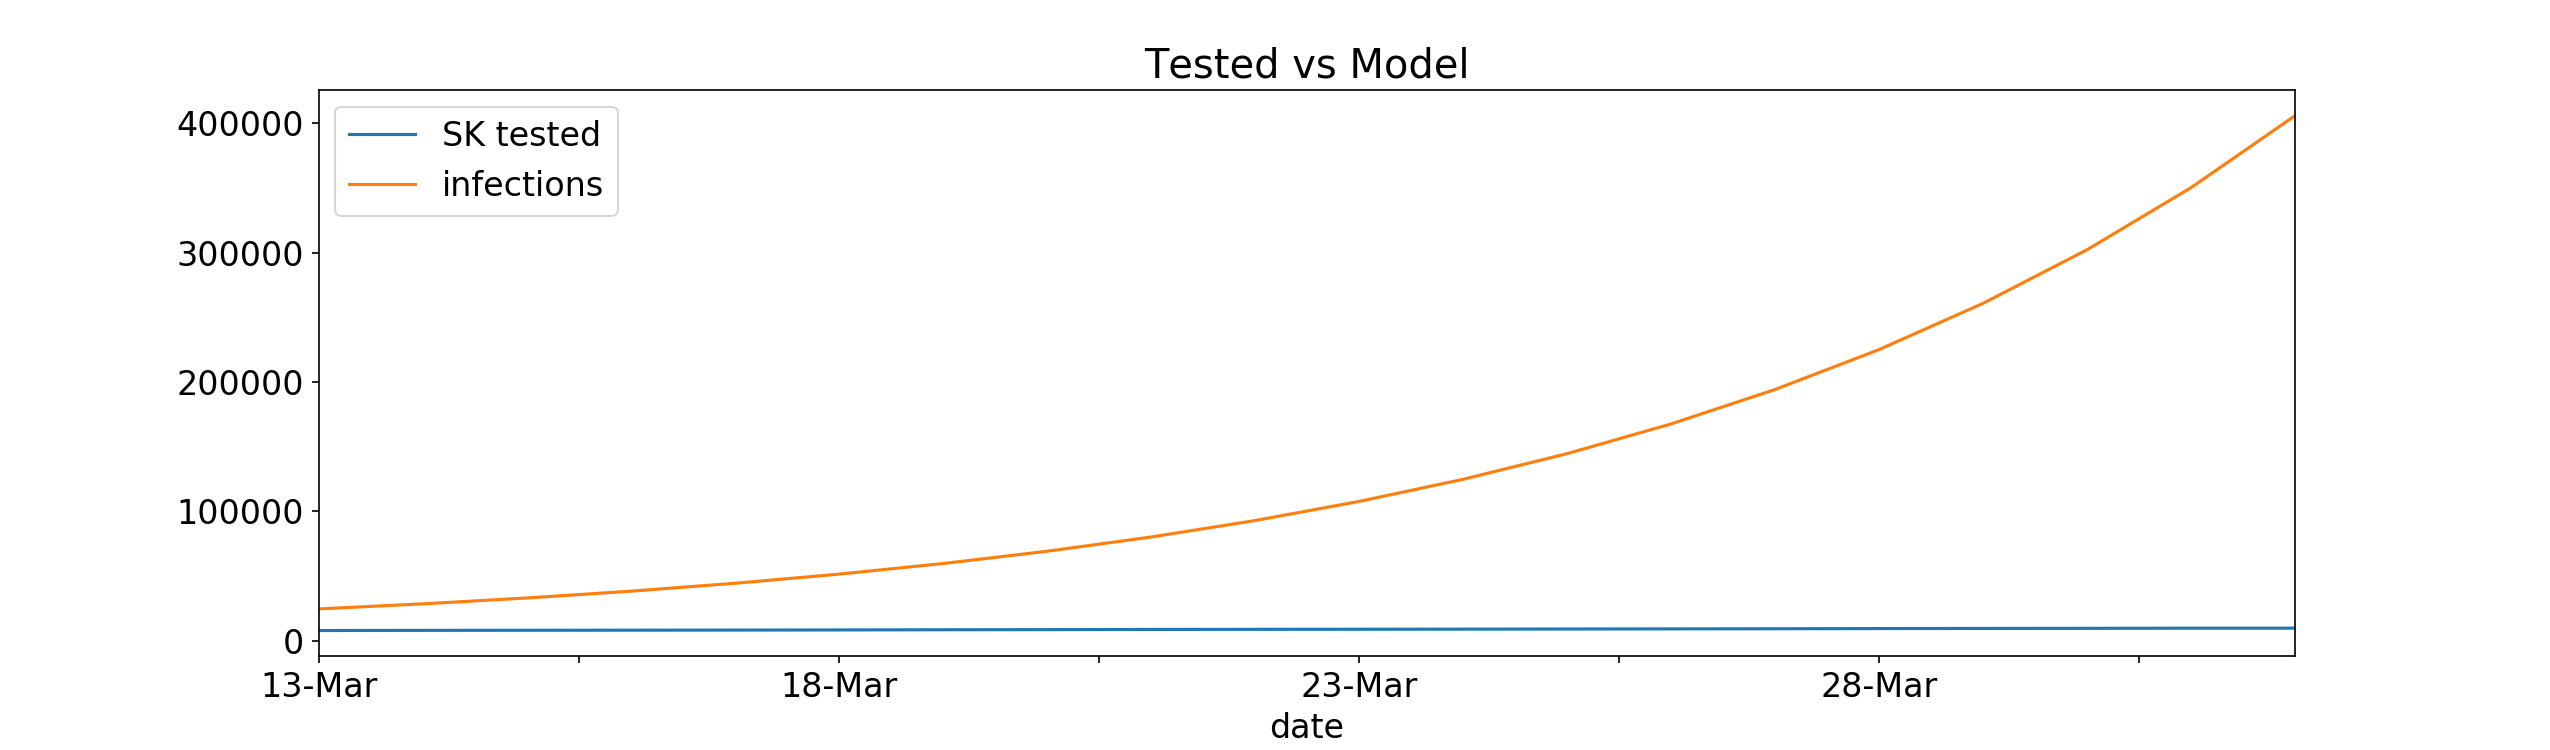 Tested vs Model
SK tested
infections
400000
300000
200000
100000
0
13-Mar
18-Mar
23-Mar
28-Mar
date